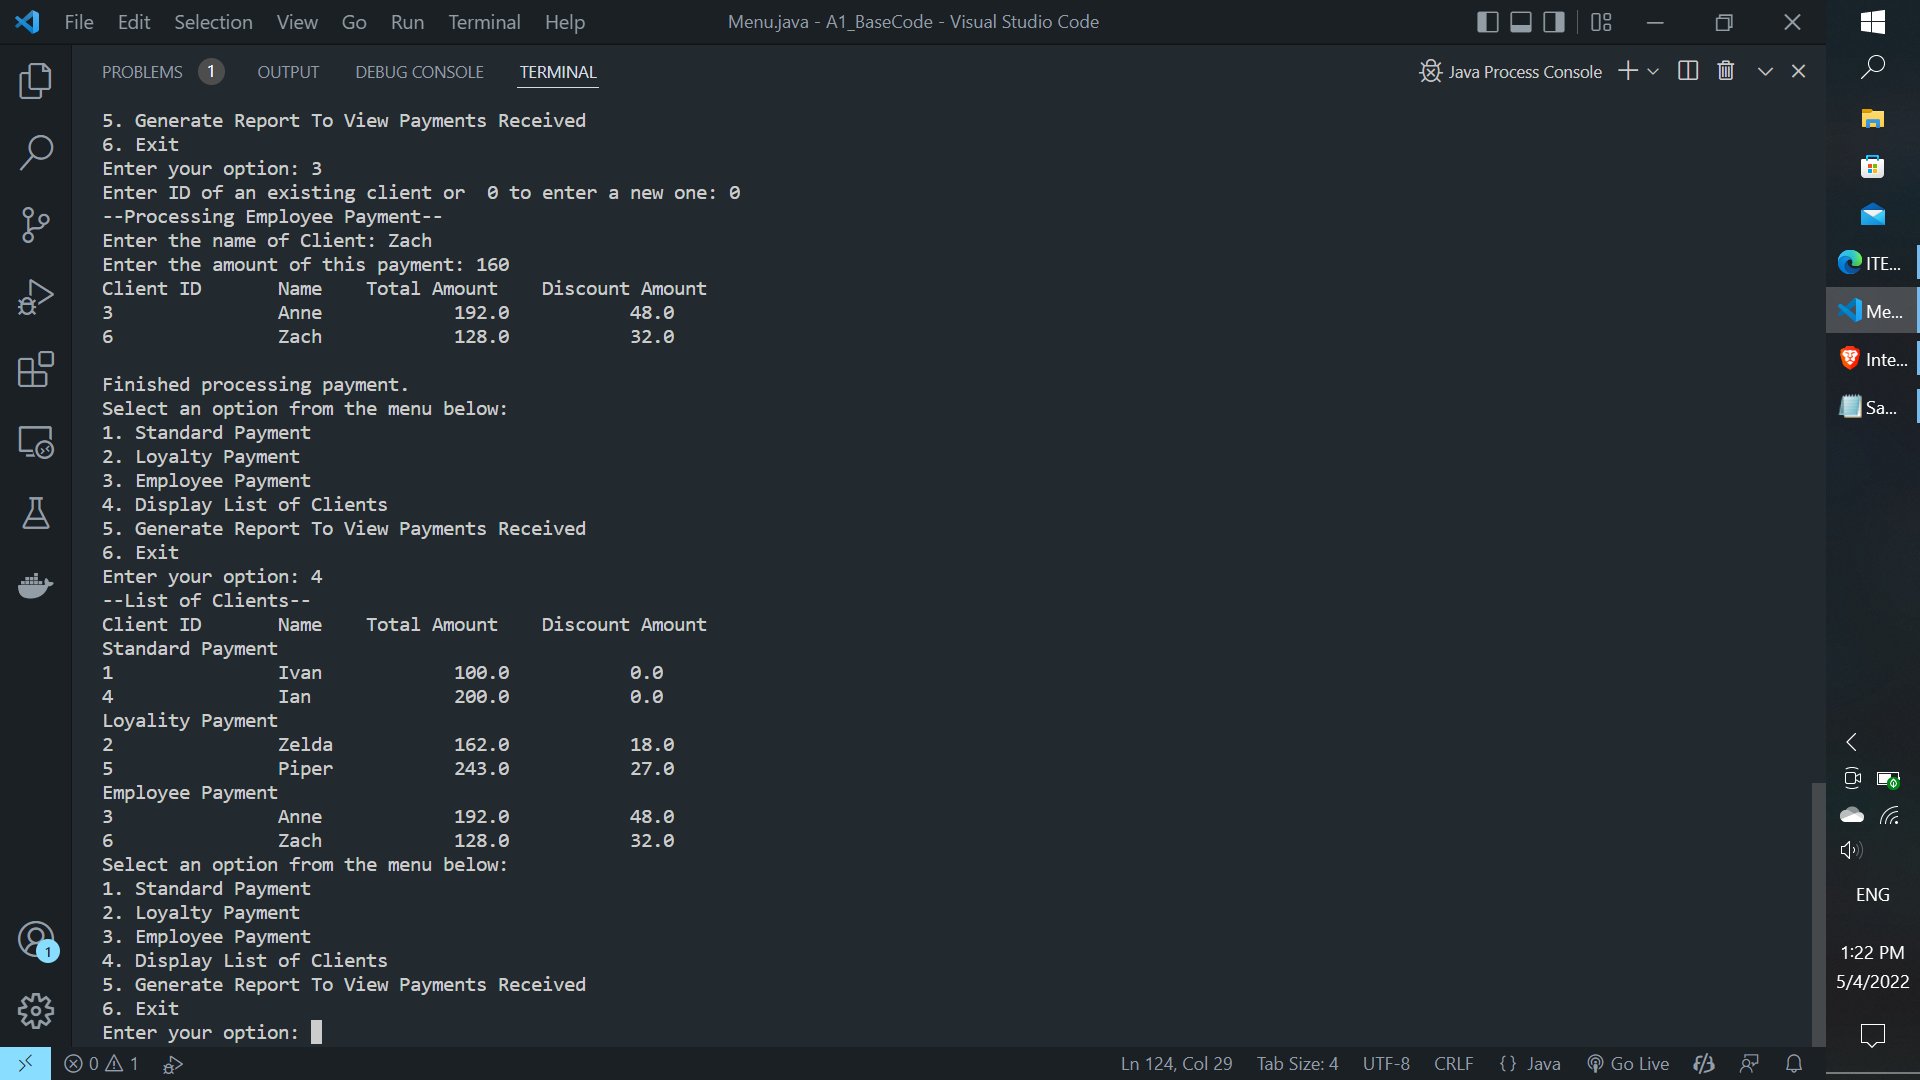 File Edit Selection View Go Run Terminal Help Menu.java - A1_BaseCode - Visual Studio Code
PROBLEMS 1 OUTPUT DEBUG CONSOLE TERMINAL Java Process Console
5. Generate Report To View Payments Received
6. Exit
Enter your option: 3
Enter ID of an existing client or  0 to enter a new one: 0
--Processing Employee Payment--
Enter the name of Client: Zach
Enter the amount of this payment: 160
Client ID       Name    Total Amount    Discount Amount
3               Anne            192.0           48.0
6               Zach            128.0           32.0
Finished processing payment.
Select an option from the menu below:
1. Standard Payment
2. Loyalty Payment
3. Employee Payment
4. Display List of Clients
5. Generate Report To View Payments Received
6. Exit
Enter your option: 4
--List of Clients--
Client ID       Name    Total Amount    Discount Amount
Standard Payment
1               Ivan            100.0           0.0
4               Ian             200.0           0.0
Loyality Payment
2               Zelda           162.0           18.0
5               Piper           243.0           27.0
Employee Payment
3               Anne            192.0           48.0
6               Zach            128.0           32.0
Select an option from the menu below:
1. Standard Payment
2. Loyalty Payment
3. Employee Payment
4. Display List of Clients
5. Generate Report To View Payments Received
6. Exit
Enter your option:
1
0 1 Ln 124, Col 29 Tab Size: 4 UTF-8 CRLF {} Java Go Live
ITE...
Me...
Inte...
Sa...
ENG
1:22 PM
5/4/2022